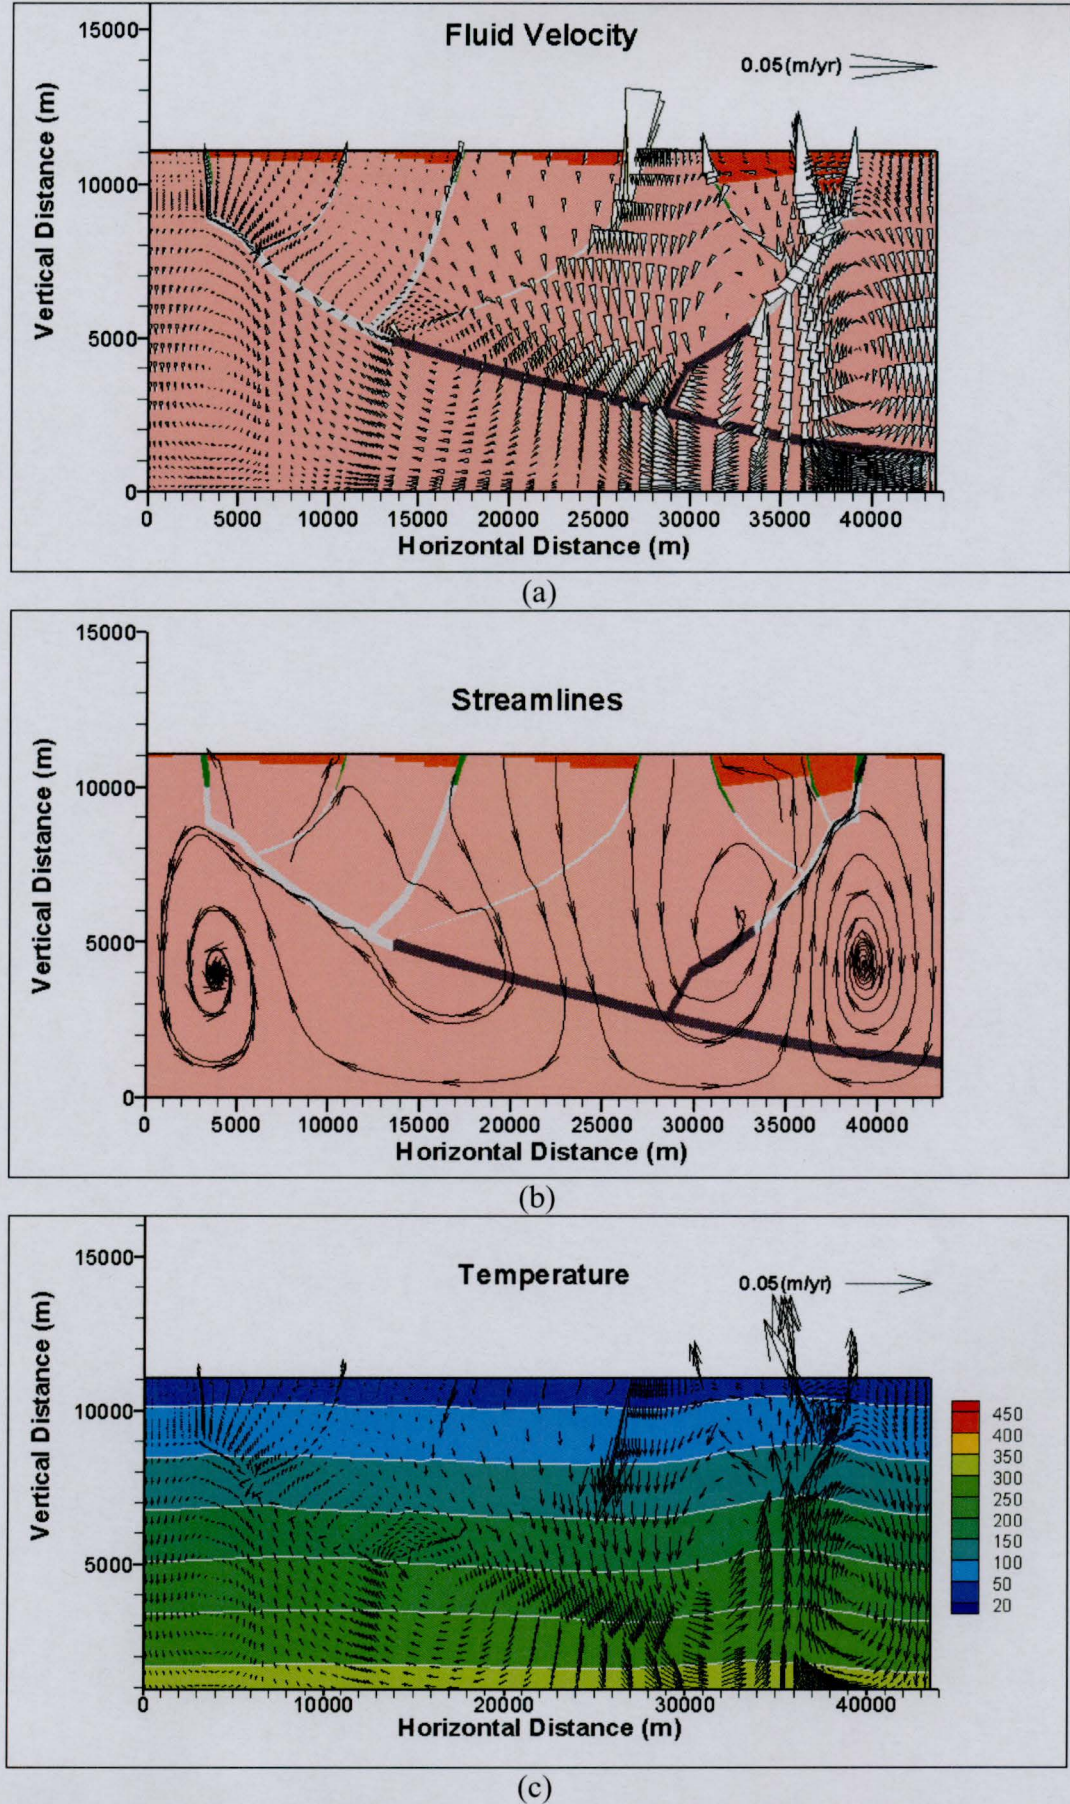 Fluid Velocity
0.05(m/yr)
15000
10000
5000
0
Vertical Distance (m)
0 5000 10000 15000 20000 25000 30000 35000 40000
Horizontal Distance (m)
(a)
Streamlines
15000
10000
5000
0
Vertical Distance (m)
0 5000 10000 15000 20000 25000 30000 35000 40000
Horizontal Distance (m)
(b)
Temperature
0.05(m/yr)
15000
10000
5000
Vertical Distance (m)
0 10000 20000 30000 40000
Horizontal Distance (m)
450
400
350
300
250
200
150
100
50
20
(c)